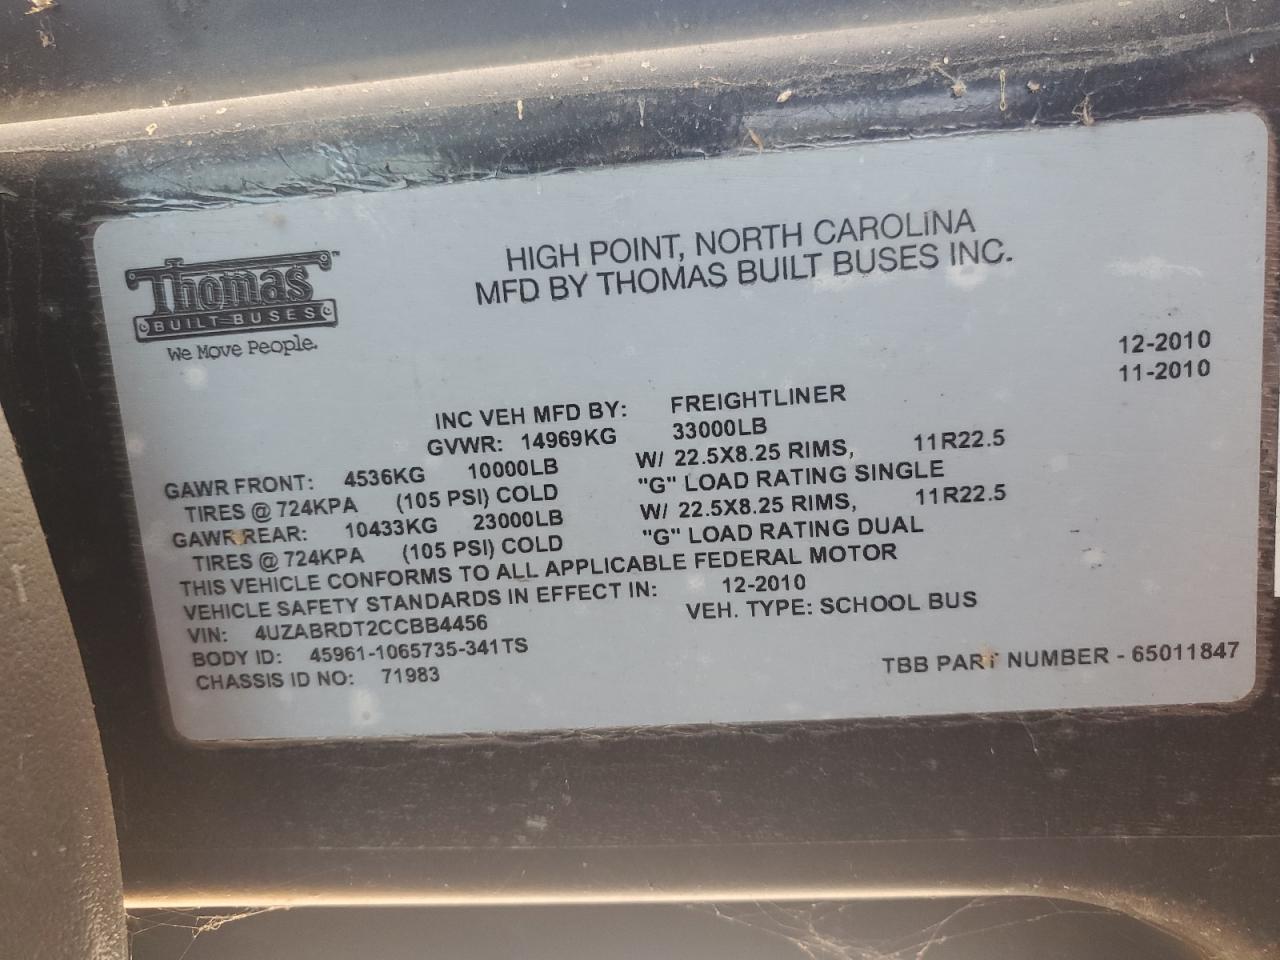 Thomas™
BUILT BUSES
We Move People.
HIGH POINT, NORTH CAROLINA
MFD BY THOMAS BUILT BUSES INC.
12-2010
INC VEH MFD BY: FREIGHTLINER 11-2010
GVWR: 14969KG 33000LB
GAWR FRONT: 4536KG 10000LB W/ 22.5X8.25 RIMS, 11R22.5
TIRES @ 724KPA (105 PSI) COLD "G" LOAD RATING SINGLE
GAWR REAR: 10433KG 23000LB W/ 22.5X8.25 RIMS, 11R22.5
TIRES @ 724KPA (105 PSI) COLD "G" LOAD RATING DUAL
THIS VEHICLE CONFORMS TO ALL APPLICABLE FEDERAL MOTOR
VEHICLE SAFETY STANDARDS IN EFFECT IN: 12-2010
VIN: 4UZABRDT2CCBB4456 VEH. TYPE: SCHOOL BUS
BODY ID: 45961-1065735-341TS
CHASSIS ID NO: 71983 TBB PART NUMBER - 65011847